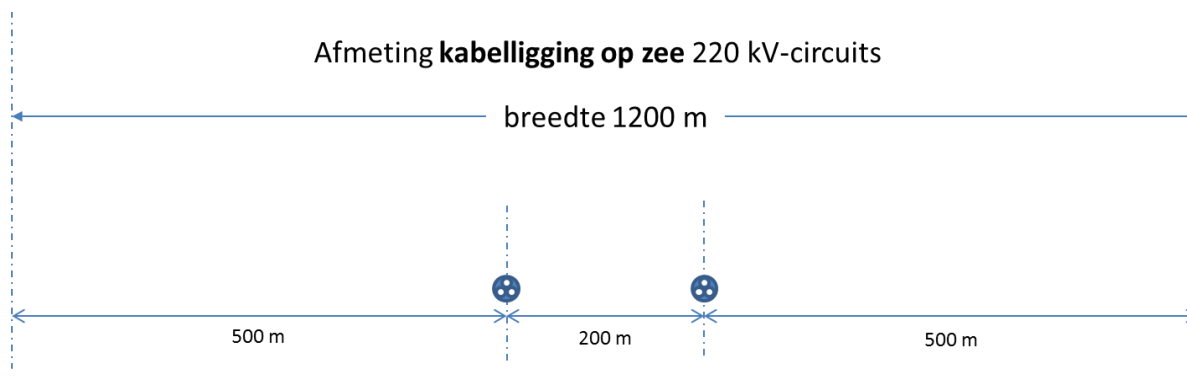 Afmeting kabelligging op zee 220 kV-circuits
breedte 1200 m
500 m
200 m
500 m